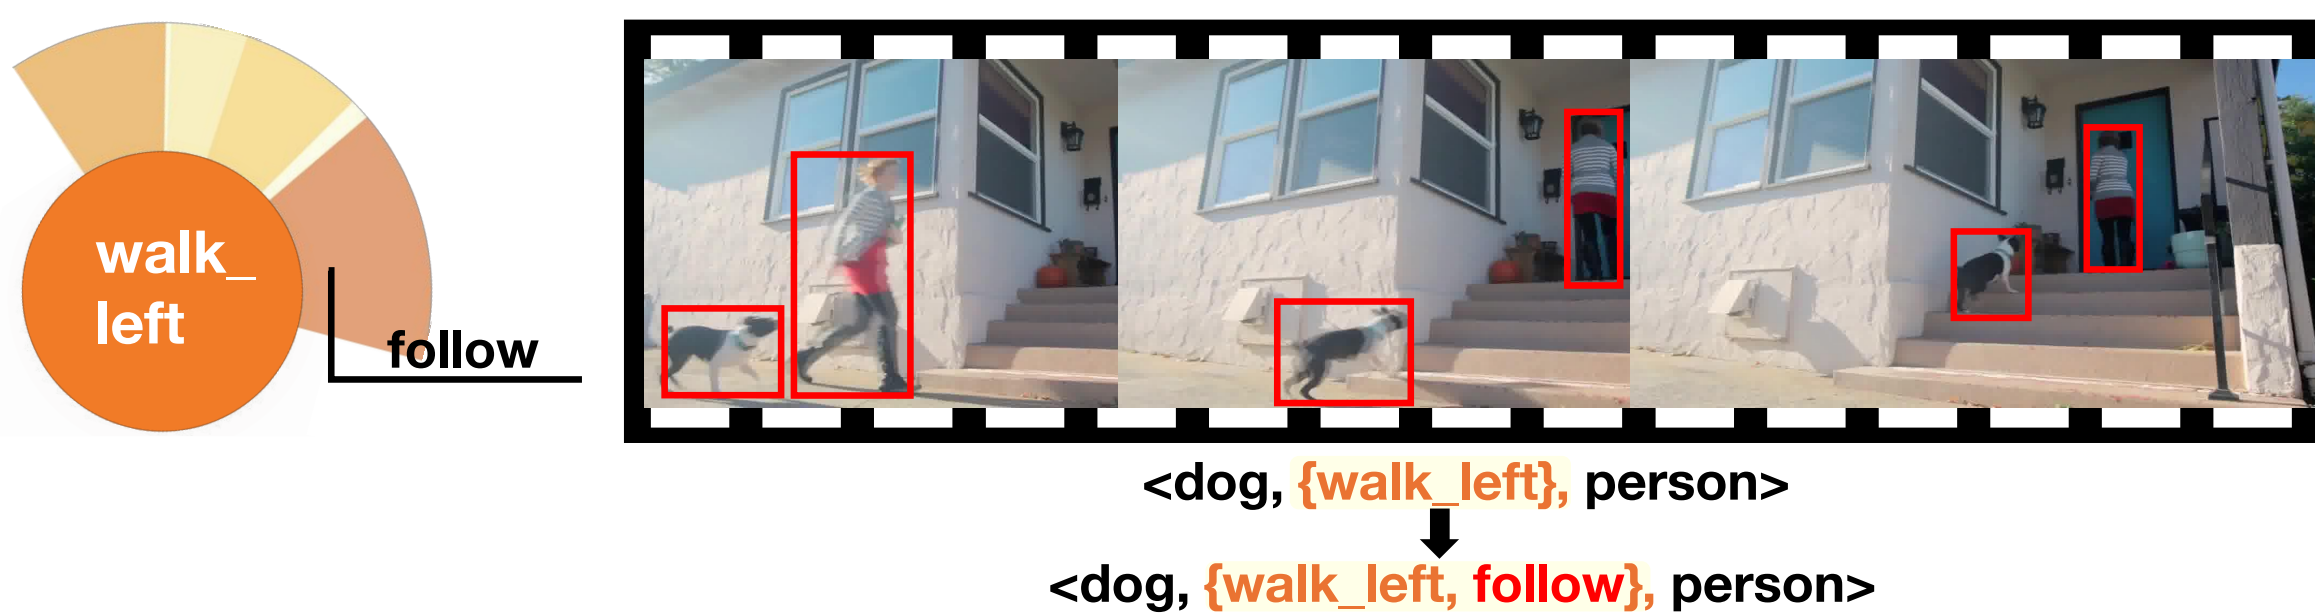 walk_
left
follow
<dog, {walk_left}, person>
<dog, {walk_left, follow}, person>